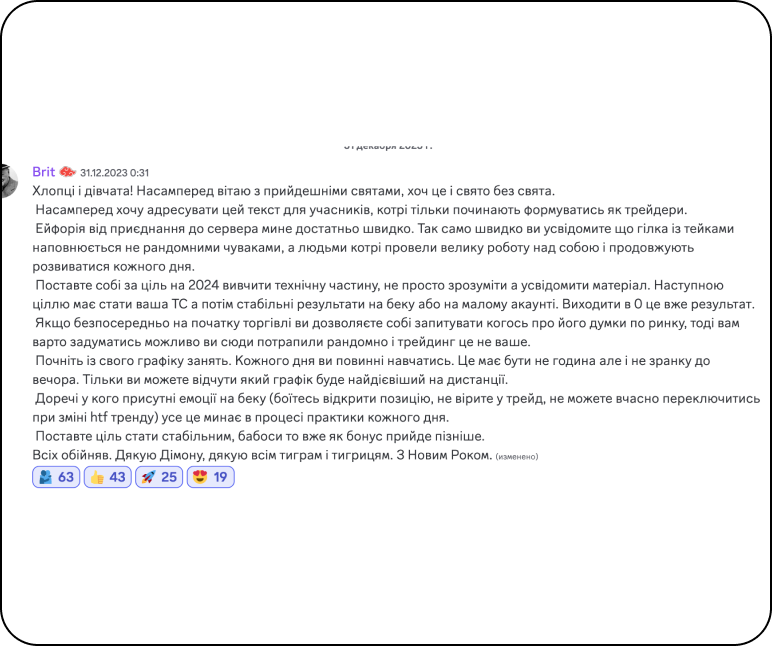 31 декабря 2023 г.
Brit 31.12.2023 0:31
Хлопці і дівчата! Насамперед вітаю з прийдешніми святами, хоч це і свято без свята.
Насамперед хочу адресувати цей текст для учасників, котрі тільки починають формуватись як трейдери.
Ейфорія від приєднання до сервера мине достатньо швидко. Так само швидко ви усвідомите що гілка із тейками
наповнюється не рандомними чуваками, а людьми котрі провели велику роботу над собою і продовжують
розвиватися кожного дня.
Поставте собі за ціль на 2024 вивчити технічну частину, не просто зрозуміти а усвідомити матеріал. Наступною
ціллю має стати ваша ТС а потім стабільні результати на беку або на малому акаунті. Виходити в 0 це вже результат.
Якщо безпосередньо на початку торгівлі ви дозволяєте собі запитувати когось про його думки по ринку, тоді вам
варто задуматись можливо ви сюди потрапили рандомно і трейдинг це не ваше.
Почніть із свого графіку занять. Кожного дня ви повинні навчатись. Це має бути не година але і не зранку до
вечора. Тільки ви можете відчути який графік буде найдієвіший на дистанції.
Доречі у кого присутні емоції на беку (боїтесь відкрити позицію, не вірите у трейд, не можете вчасно переключитись
при зміні htf тренду) усе це минає в процесі практики кожного дня.
Поставте ціль стати стабільним, бабоси то вже як бонус прийде пізніше.
Всіх обійняв. Дякую Дімону, дякую всім тиграм і тигрицям. З Новим Роком. (изменено)
63 43 25 19